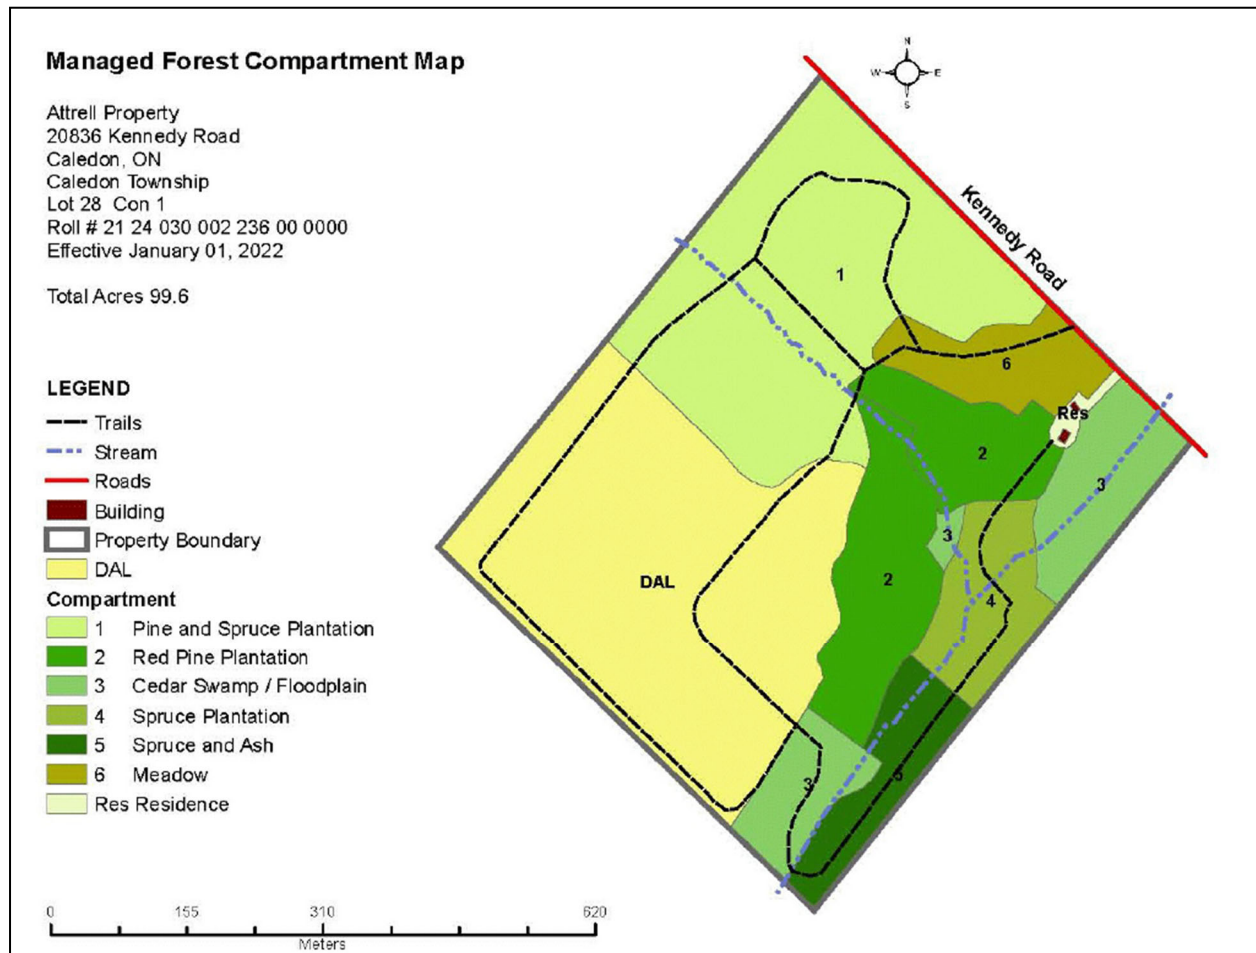 Managed Forest Compartment Map
Attrell Property
20836 Kennedy Road
Caledon, ON
Caledon Township
Lot 28 Con 1
Roll # 21 24 030 002 236 00 0000
Effective January 01, 2022
Total Acres 99.6
N
W E
S
Kennedy Road
1
6
Res
2
3
3
2
4
DAL
3
5
LEGEND
Trails
Stream
Roads
Building
Property Boundary
DAL
Compartment
1 Pine and Spruce Plantation
2 Red Pine Plantation
3 Cedar Swamp / Floodplain
4 Spruce Plantation
5 Spruce and Ash
6 Meadow
Res Residence
0 155 310 620
Meters